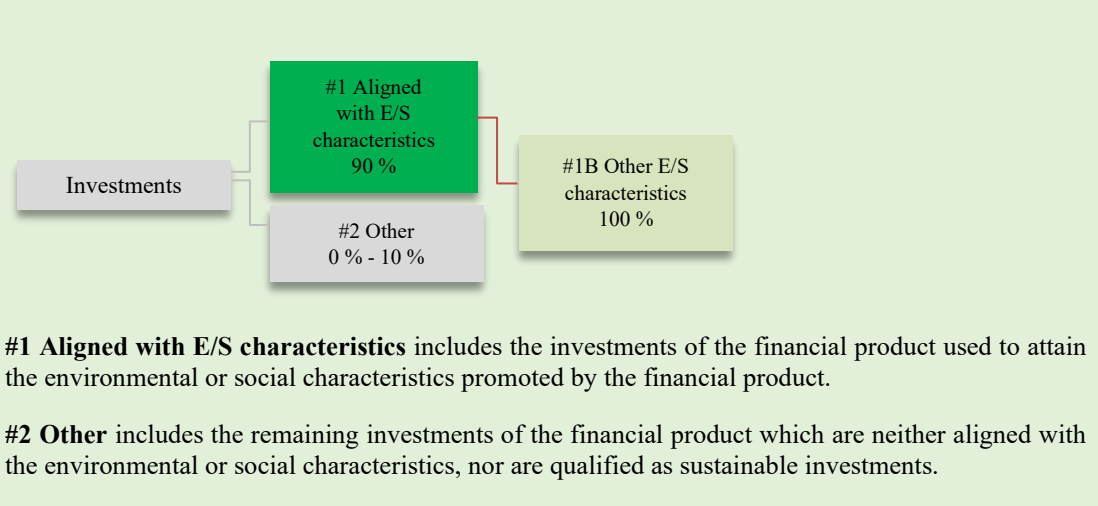 #1 Aligned
with E/S
characteristics
90 %
Investments
#1B Other E/S
characteristics
100 %
#2 Other
0 % - 10 %
#1 Aligned with E/S characteristics includes the investments of the financial product used to attain
the environmental or social characteristics promoted by the financial product.
#2 Other includes the remaining investments of the financial product which are neither aligned with
the environmental or social characteristics, nor are qualified as sustainable investments.